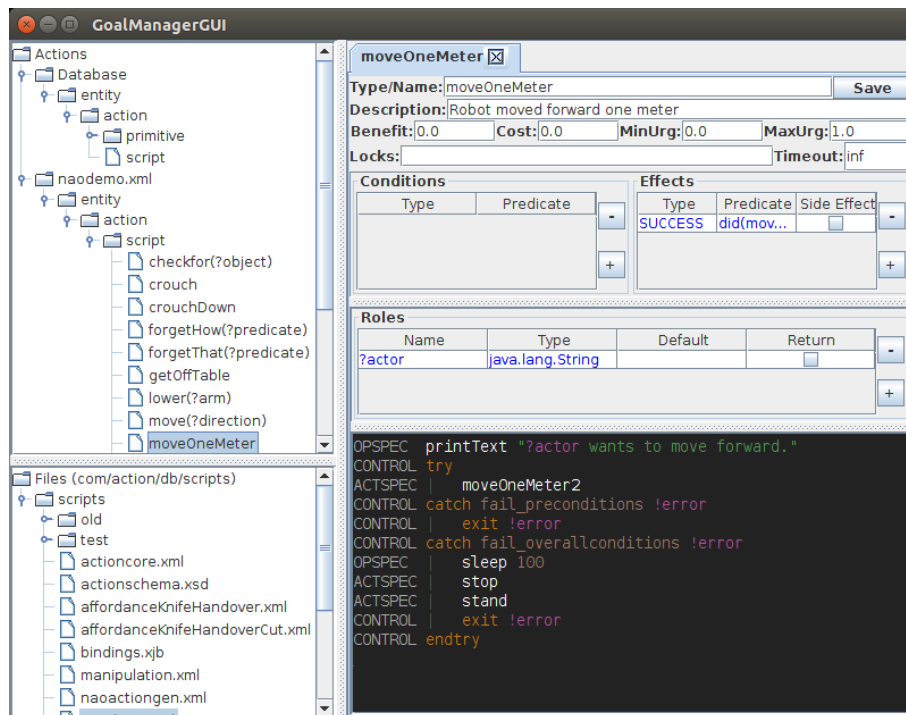 GoalManagerGUI
Actions
Database
entity
action
primitive
script
naodemo.xml
entity
action
script
checkfor(?object)
crouch
crouchDown
forgetHow(?predicate)
forgetThat(?predicate)
getOffTable
lower(?arm)
move(?direction)
moveOneMeter
Files (com/action/db/scripts)
scripts
old
test
actioncore.xml
actionschema.xsd
affordanceKnifeHandover.xml
affordanceKnifeHandoverCut.xml
bindings.xjb
manipulation.xml
naoactiongen.xml
moveOneMeter
Type/Name: moveOneMeter Save
Description: Robot moved forward one meter
Benefit: 0.0 Cost: 0.0 MinUrg: 0.0 MaxUrg: 1.0
Locks: Timeout: inf
Conditions
Type Predicate
-
+
Effects
Type Predicate Side Effect
SUCCESS did(mov...
-
+
Roles
Name Type Default Return
?actor java.lang.String
-
+
OPSPEC printText "?actor wants to move forward."
CONTROL try
ACTSPEC | moveOneMeter2
CONTROL catch fail_preconditions !error
CONTROL | exit !error
CONTROL catch fail_overallconditions !error
OPSPEC | sleep 100
ACTSPEC | stop
ACTSPEC | stand
CONTROL | exit !error
CONTROL endtry